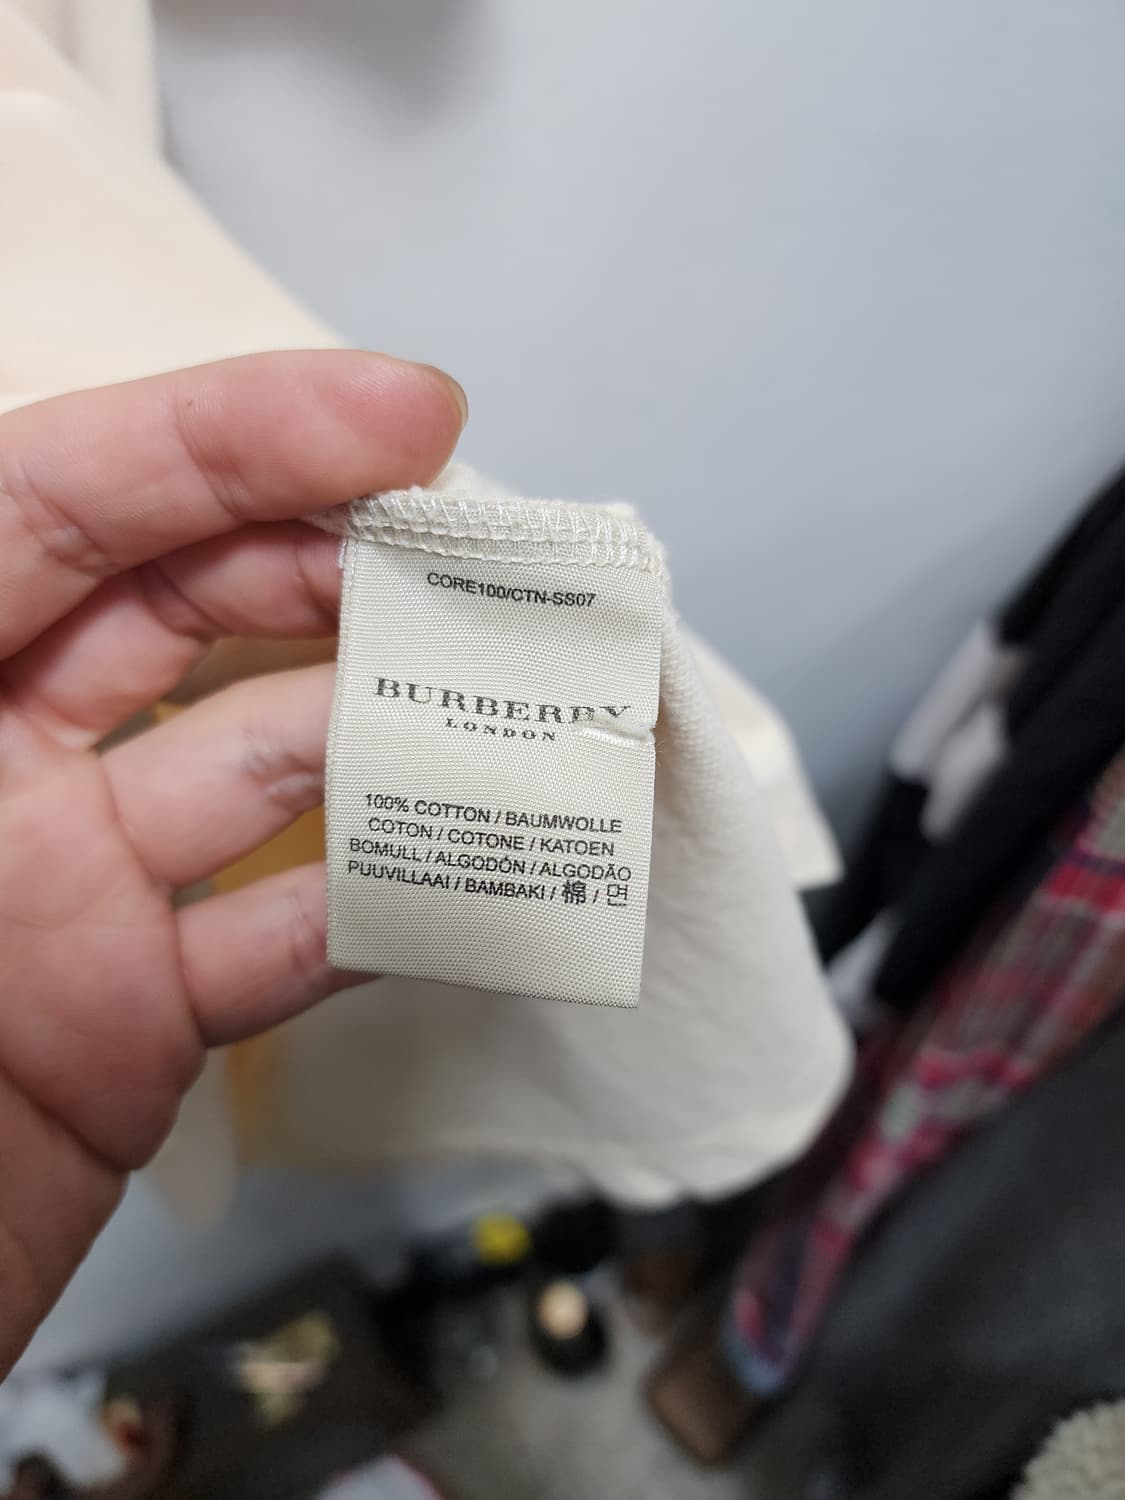 CORE100/CTN-SS07
BURBERRY
LONDON
100% COTTON / BAUMWOLLE
COTON / COTONE / KATOEN
BOMULL / ALGODÓN / ALGODÃO
PUUVILLAAI / BAMBAKI / 棉 / 면